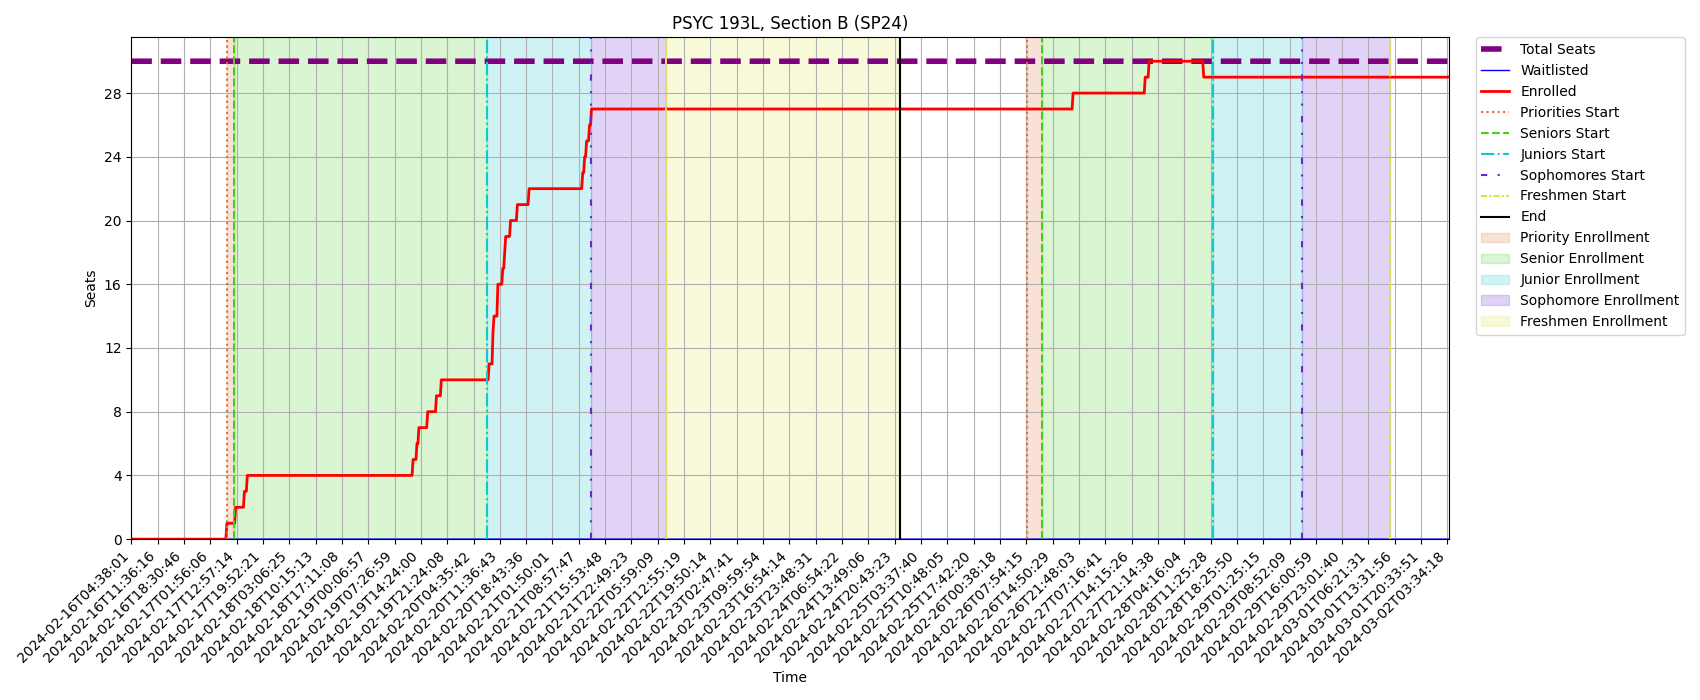 PSYC 193L, Section B (SP24)
Seats
28
24
20
16
12
8
4
0
2024-02-16T04:38:01
2024-02-16T11:36:16
2024-02-16T18:30:46
2024-02-17T01:56:06
2024-02-17T12:57:14
2024-02-17T19:52:21
2024-02-18T03:06:25
2024-02-18T10:15:13
2024-02-18T17:11:08
2024-02-19T00:06:57
2024-02-19T07:26:59
2024-02-19T14:24:00
2024-02-19T21:24:08
2024-02-20T04:35:42
2024-02-20T11:36:43
2024-02-20T18:43:36
2024-02-21T01:50:01
2024-02-21T08:57:47
2024-02-21T15:53:48
2024-02-21T22:49:23
2024-02-22T05:59:09
2024-02-22T12:55:19
2024-02-22T19:50:14
2024-02-23T02:47:41
2024-02-23T09:59:54
2024-02-23T16:54:14
2024-02-23T23:48:31
2024-02-24T06:54:22
2024-02-24T13:49:06
2024-02-24T20:43:23
2024-02-25T03:37:40
2024-02-25T10:48:05
2024-02-25T17:42:20
2024-02-26T00:38:18
2024-02-26T07:54:15
2024-02-26T14:50:29
2024-02-26T21:48:03
2024-02-27T07:16:41
2024-02-27T14:15:26
2024-02-27T21:14:38
2024-02-28T04:16:04
2024-02-28T11:25:28
2024-02-28T18:25:50
2024-02-29T01:25:15
2024-02-29T08:52:09
2024-02-29T16:00:59
2024-02-29T23:01:40
2024-03-01T06:21:31
2024-03-01T13:31:56
2024-03-01T20:33:51
2024-03-02T03:34:18
Time
Total Seats
Waitlisted
Enrolled
Priorities Start
Seniors Start
Juniors Start
Sophomores Start
Freshmen Start
End
Priority Enrollment
Senior Enrollment
Junior Enrollment
Sophomore Enrollment
Freshmen Enrollment